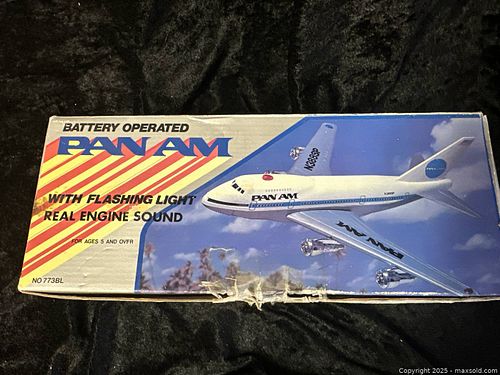 BATTERY OPERATED
PAN AM
WITH FLASHING LIGHT
REAL ENGINE SOUND
FOR AGES 5 AND OVER
NO 773BL
PAN AM
PAN AM
Copyright © 2025 - maxsold.com